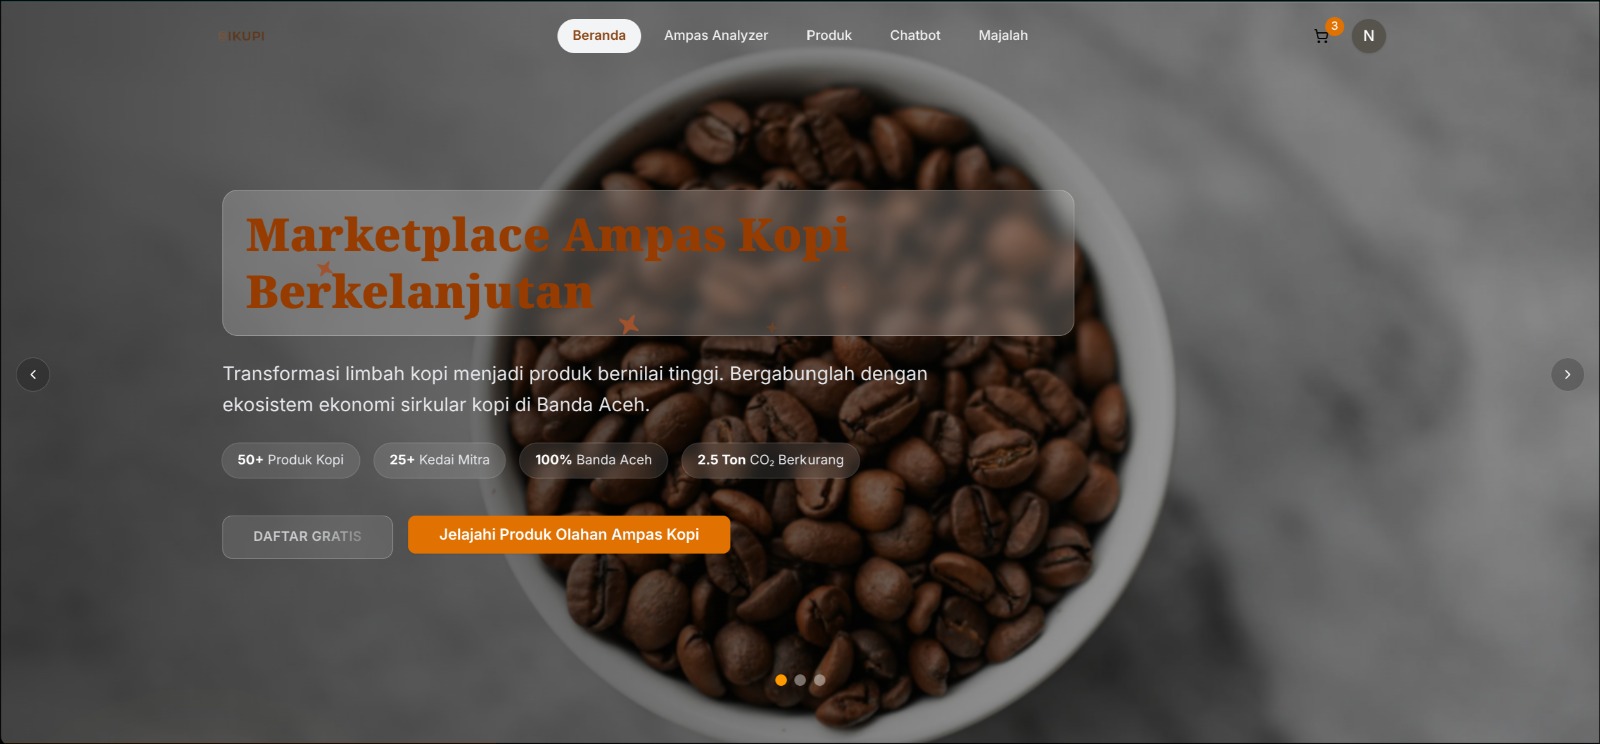 IKUPI
Beranda
Ampas Analyzer
Produk
Chatbot
Majalah
3
N
Marketplace Ampas Kopi
Berkelanjutan
Transformasi limbah kopi menjadi produk bernilai tinggi. Bergabunglah dengan
ekosistem ekonomi sirkular kopi di Banda Aceh.
50+ Produk Kopi
25+ Kedai Mitra
100% Banda Aceh
2.5 Ton CO₂ Berkurang
DAFTAR GRATIS
Jelajahi Produk Olahan Ampas Kopi